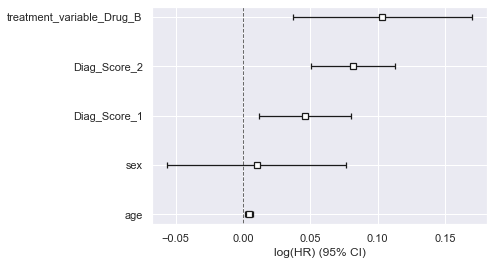 treatment_variable_Drug_B
Diag_Score_2
Diag_Score_1
sex
age
−0.05 0.00 0.05 0.10 0.15
log(HR) (95% CI)